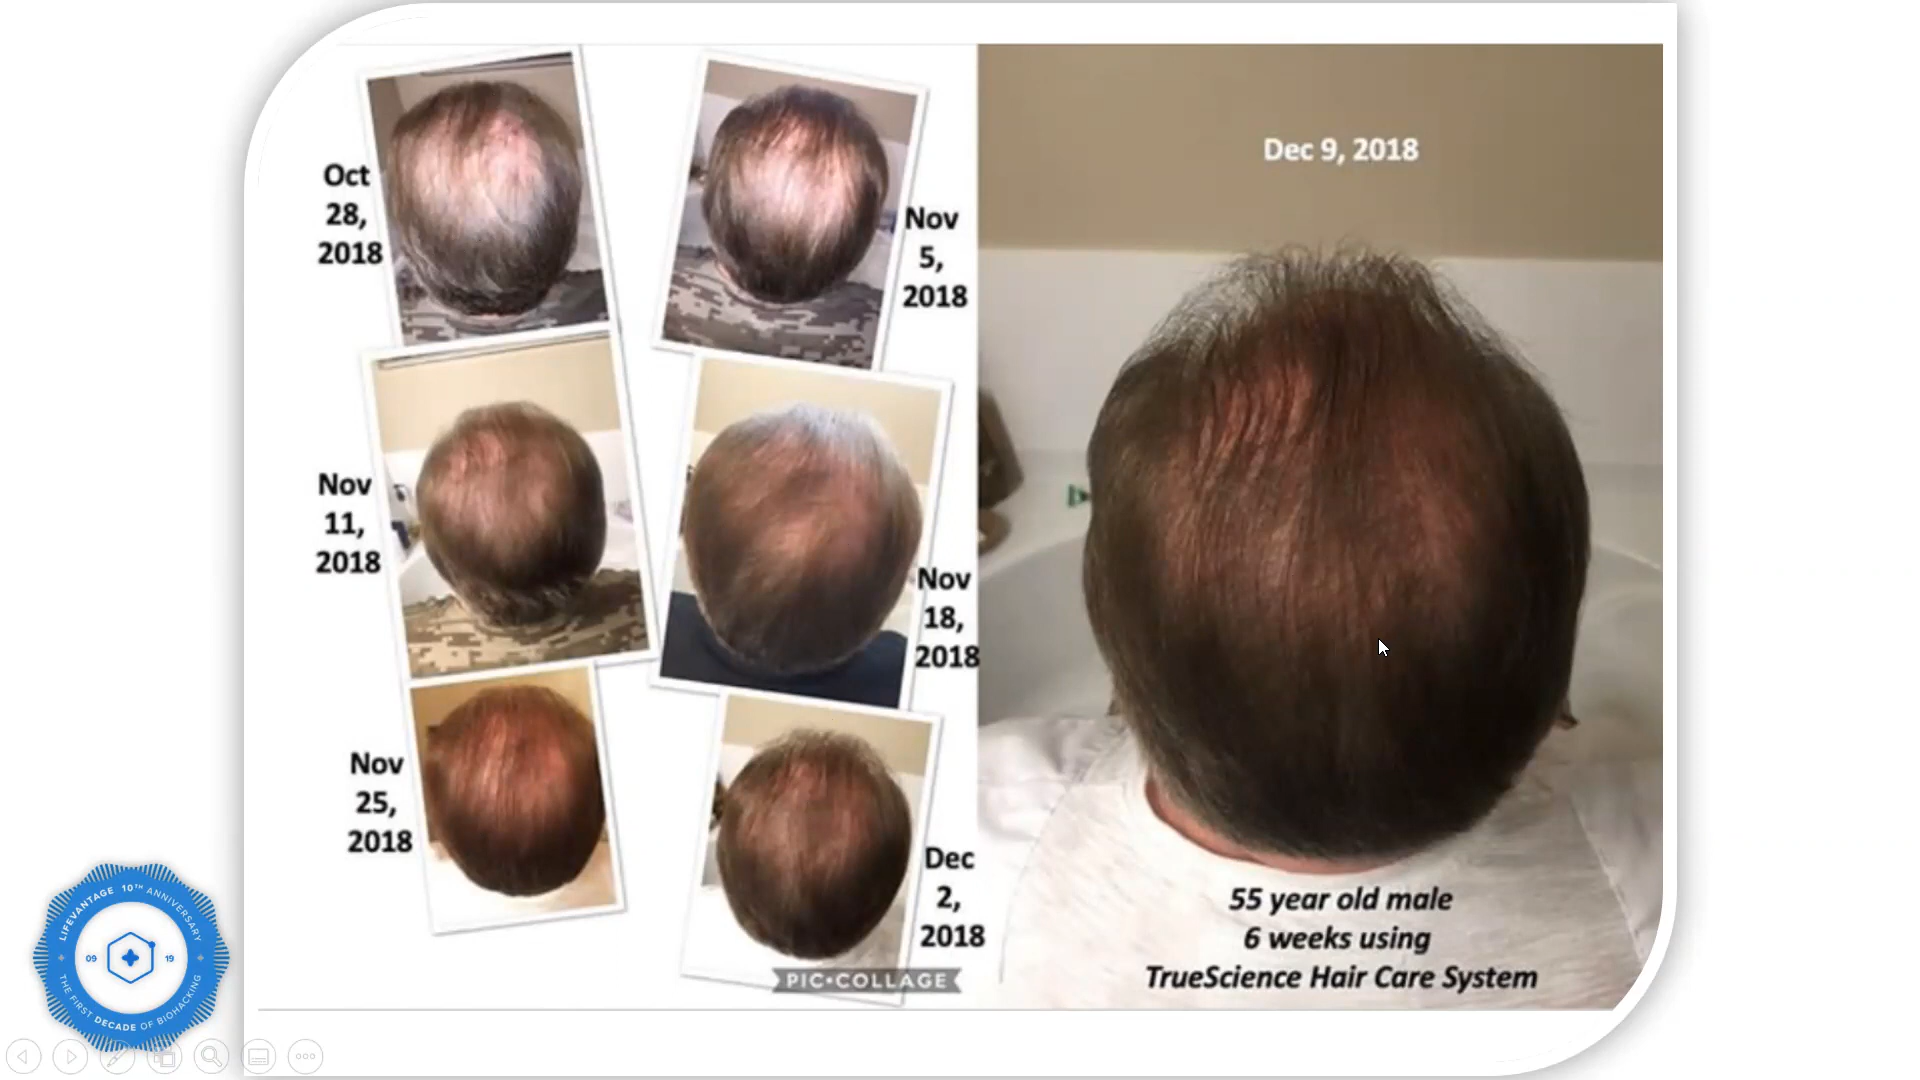 Oct
28,
2018
Nov
5,
2018
Nov
11,
2018
Nov
18,
2018
Nov
25,
2018
Dec
2,
2018
PIC•COLLAGE
Dec 9, 2018
55 year old male
6 weeks using
TrueScience Hair Care System
LIFEVANTAGE 10TH ANNIVERSARY
09 19
THE FIRST DECADE OF BIOHACKING